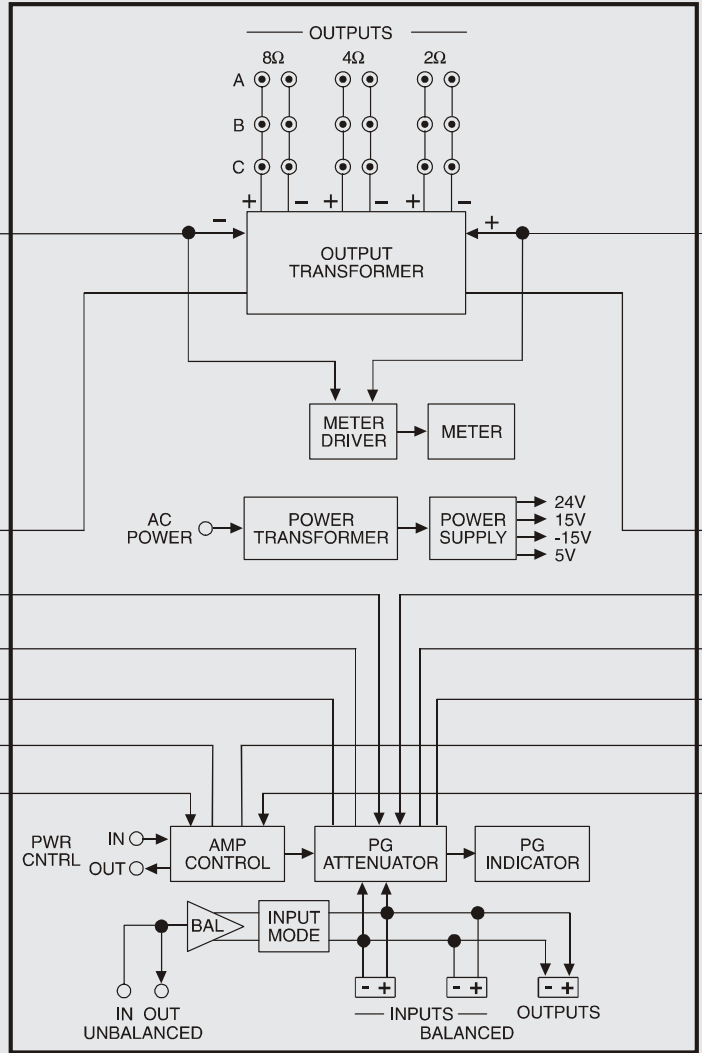 OUTPUTS
8Ω 4Ω 2Ω
A
B
C
+ − + − + −
− +
OUTPUT
TRANSFORMER
METER
DRIVER
METER
AC
POWER
POWER
TRANSFORMER
POWER
SUPPLY
24V
15V
-15V
5V
PWR
CNTRL
IN
OUT
AMP
CONTROL
PG
ATTENUATOR
PG
INDICATOR
BAL
INPUT
MODE
- + - + - +
IN OUT
UNBALANCED
INPUTS
BALANCED
OUTPUTS